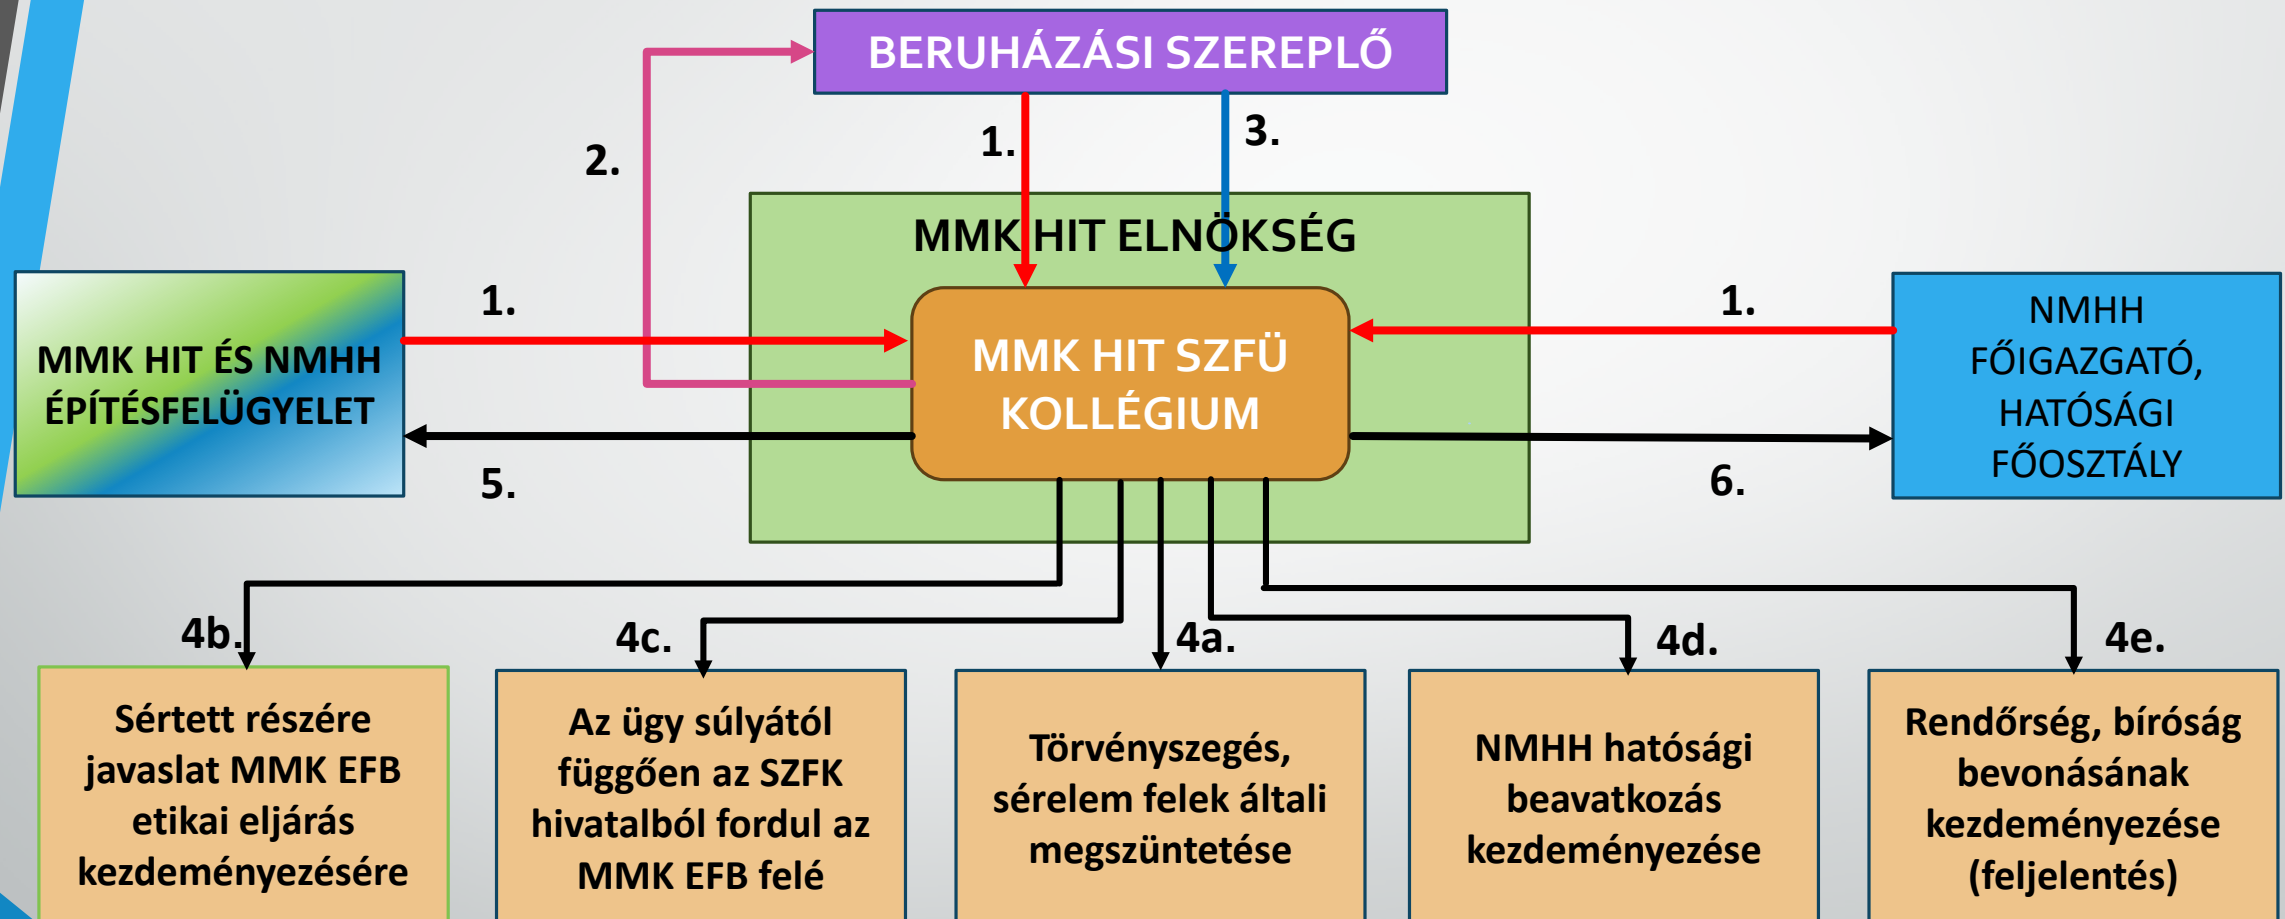 BERUHÁZÁSI SZEREPLŐ
1.
3.
2.
MMK HIT ELNÖKSÉG
MMK HIT ÉS NMHH
ÉPÍTÉSFELÜGYELET
1.
MMK HIT SZFÜ
KOLLÉGIUM
1.
NMHH
FŐIGAZGATÓ,
HATÓSÁGI
FŐOSZTÁLY
5.
6.
4b.
4c.
4a.
4d.
4e.
Sértett részére
javaslat MMK EFB
etikai eljárás
kezdeményezésére
Az ügy súlyától
függően az SZFK
hivatalból fordul az
MMK EFB felé
Törvényszegés,
sérelem felek általi
megszüntetése
NMHH hatósági
beavatkozás
kezdeményezése
Rendőrség, bíróság
bevonásának
kezdeményezése
(feljelentés)